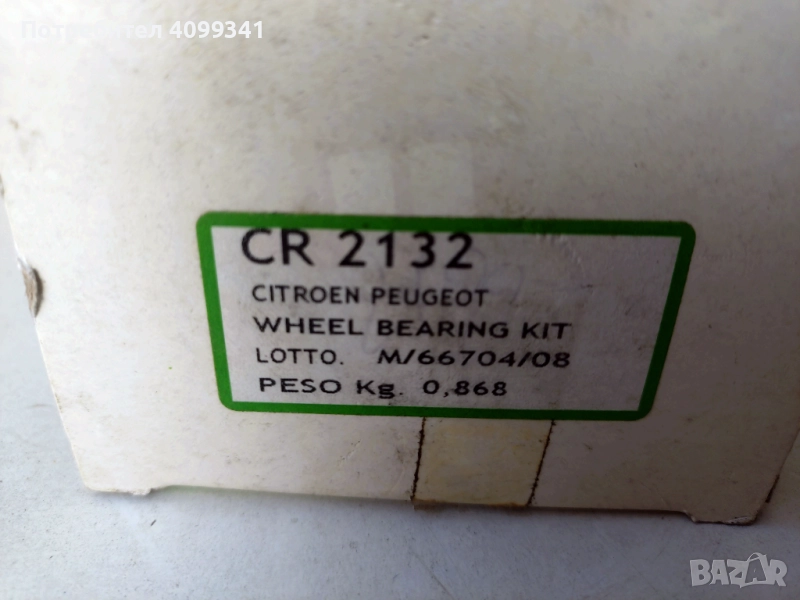 Потребител 4099341
CR 2132
CITROEN PEUGEOT
WHEEL BEARING KIT
LOTTO. M/66704/08
PESO Kg. 0,868
BAZAR